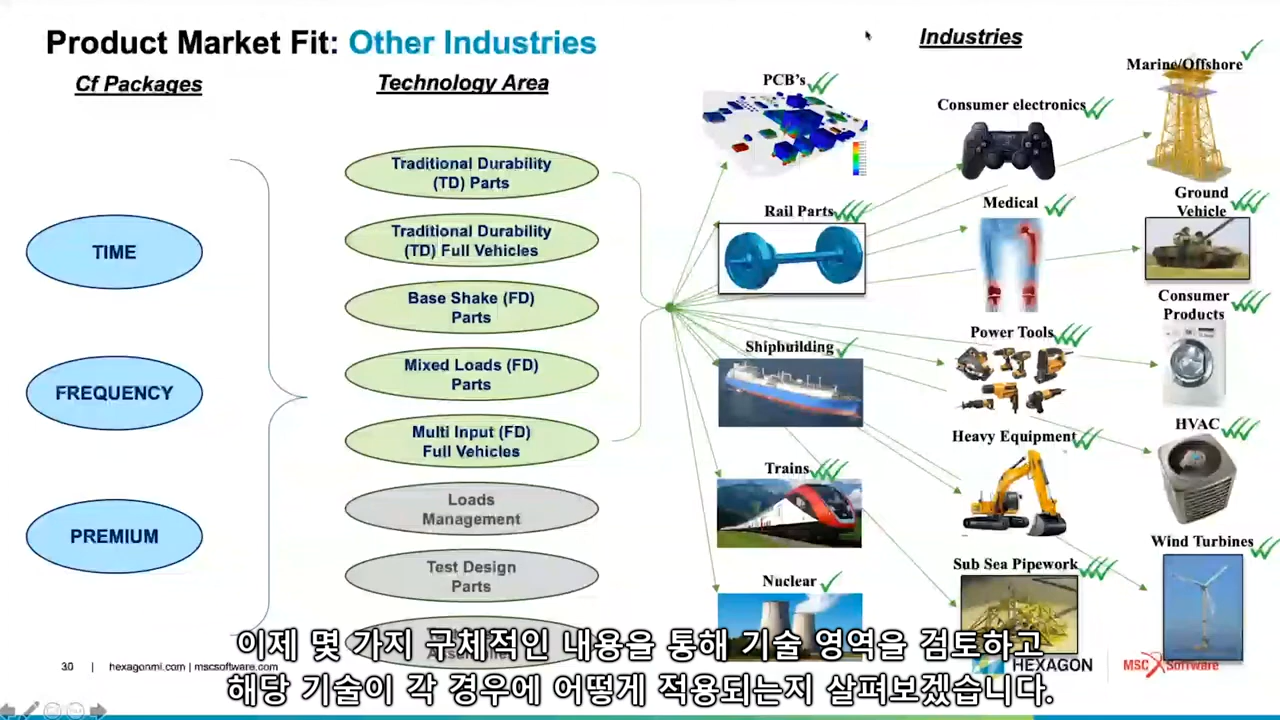 Product Market Fit: Other Industries
Cf Packages
Technology Area
Industries
TIME
FREQUENCY
PREMIUM
Traditional Durability
(TD) Parts
Traditional Durability
(TD) Full Vehicles
Base Shake (FD)
Parts
Mixed Loads (FD)
Parts
Multi Input (FD)
Full Vehicles
Loads
Management
Test Design
Parts
PCB's
Rail Parts
Shipbuilding
Trains
Nuclear
Consumer electronics
Medical
Power Tools
Heavy Equipment
Sub Sea Pipework
Marine/Offshore
Ground
Vehicle
Consumer
Products
HVAC
Wind Turbines
이제 몇 가지 구체적인 내용을 통해 기술 영역을 검토하고
해당 기술이 각 경우에 어떻게 적용되는지 살펴보겠습니다.
30 | hexagonmi.com | mscsoftware.com
HEXAGON
MSC Software